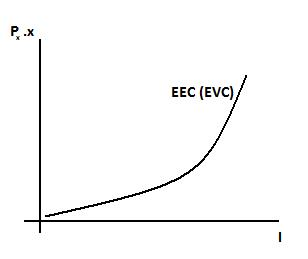 Px .x
EEC (EVC)
I